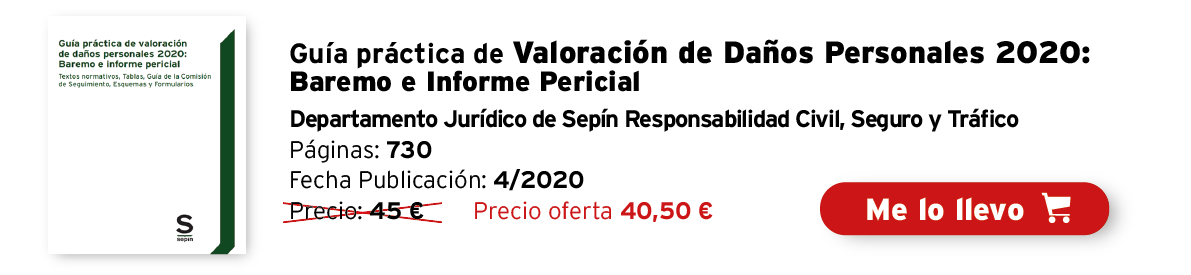 Guía práctica de valoración
de daños personales 2020:
Baremo e informe pericial
Textos normativos, Tablas, Guía de la Comisión
de Seguimiento, Esquemas y Formularios
S
sepín
Guía práctica de Valoración de Daños Personales 2020:
Baremo e Informe Pericial
Departamento Jurídico de Sepín Responsabilidad Civil, Seguro y Tráfico
Páginas: 730
Fecha Publicación: 4/2020
Precio: 45 € Precio oferta 40,50 €
Me lo llevo